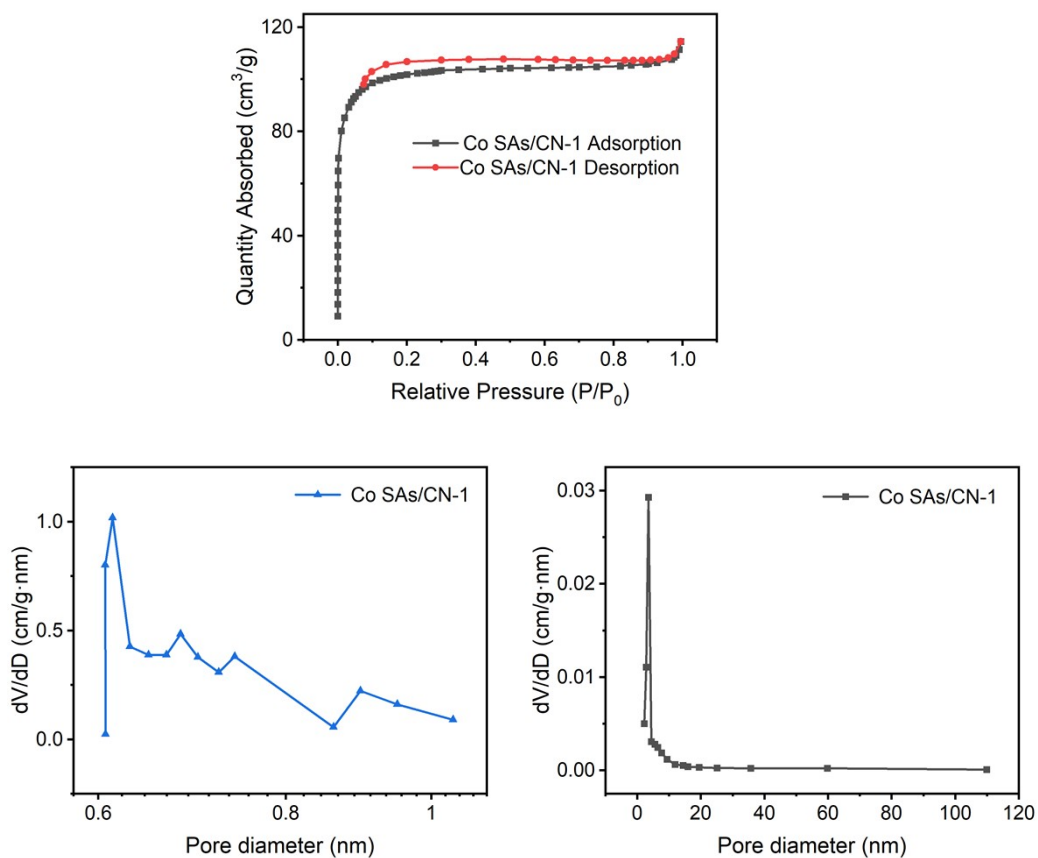 120
80
40
0
Quantity Absorbed (cm³/g)
Co SAs/CN-1 Adsorption
Co SAs/CN-1 Desorption
0.0 0.2 0.4 0.6 0.8 1.0
Relative Pressure (P/P₀)
1.0
0.5
0.0
dV/dD (cm/g·nm)
Co SAs/CN-1
0.6 0.8 1
Pore diameter (nm)
0.03
0.02
0.01
0.00
dV/dD (cm/g·nm)
Co SAs/CN-1
0 20 40 60 80 100 120
Pore diameter (nm)